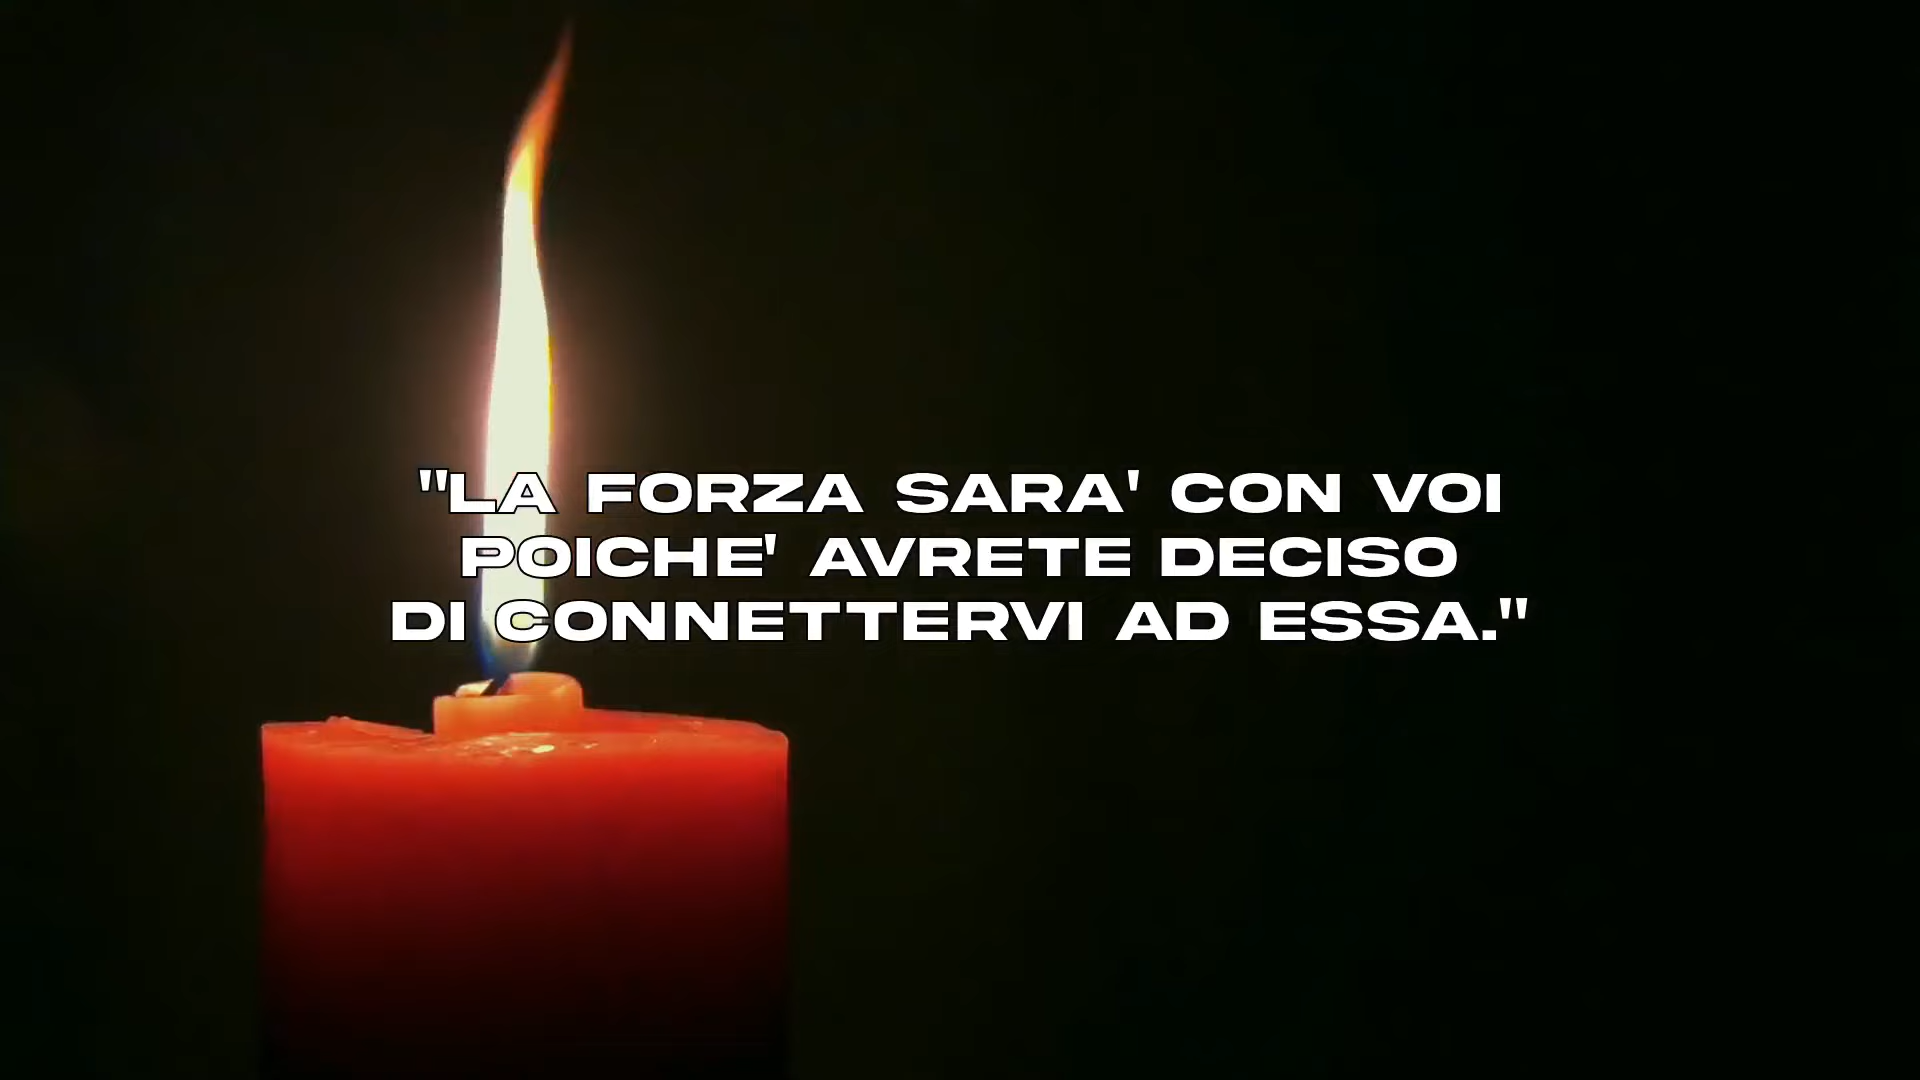 "LA FORZA SARA' CON VOI
POICHE' AVRETE DECISO
DI CONNETTERVI AD ESSA."